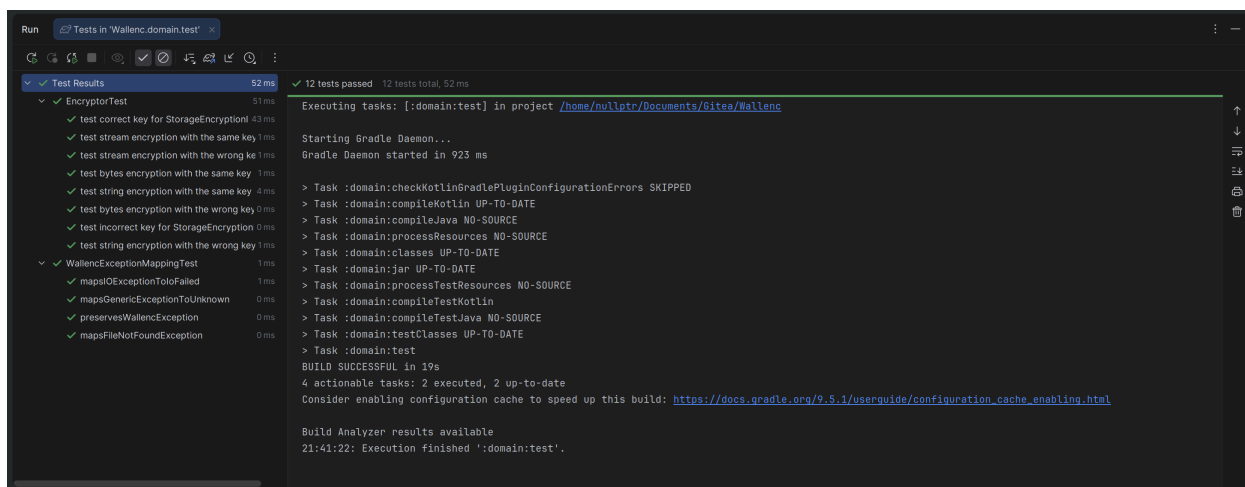 Run Tests in 'Wallenc.domain.test'
Test Results 52 ms
EncryptorTest 51 ms
test correct key for StorageEncryptionI 43 ms
test stream encryption with the same key 1 ms
test stream encryption with the wrong ke 1 ms
test bytes encryption with the same key 1 ms
test string encryption with the same key 4 ms
test bytes encryption with the wrong key 0 ms
test incorrect key for StorageEncryption 0 ms
test string encryption with the wrong key 1 ms
WallencExceptionMappingTest 1 ms
mapsIOExceptionToIoFailed 1 ms
mapsGenericExceptionToUnknown 0 ms
preservesWallencException 0 ms
mapsFileNotFoundException 0 ms
12 tests passed 12 tests total, 52 ms
Executing tasks: [:domain:test] in project /home/nullptr/Documents/Gitea/Wallenc
Starting Gradle Daemon...
Gradle Daemon started in 923 ms
> Task :domain:checkKotlinGradlePluginConfigurationErrors SKIPPED
> Task :domain:compileKotlin UP-TO-DATE
> Task :domain:compileJava NO-SOURCE
> Task :domain:processResources NO-SOURCE
> Task :domain:classes UP-TO-DATE
> Task :domain:jar UP-TO-DATE
> Task :domain:processTestResources NO-SOURCE
> Task :domain:compileTestKotlin
> Task :domain:compileTestJava NO-SOURCE
> Task :domain:testClasses UP-TO-DATE
> Task :domain:test
BUILD SUCCESSFUL in 19s
4 actionable tasks: 2 executed, 2 up-to-date
Consider enabling configuration cache to speed up this build: https://docs.gradle.org/9.5.1/userguide/configuration_cache_enabling.html
Build Analyzer results available
21:41:22: Execution finished ':domain:test'.